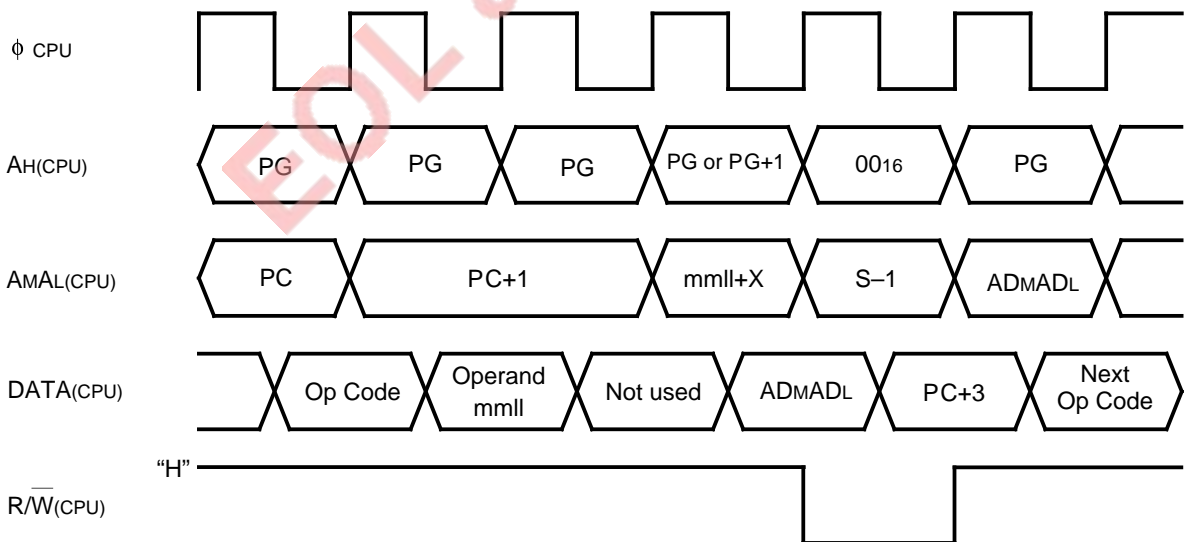 EOL
ϕ CPU
AH(CPU) PG PG PG PG or PG+1 0016 PG
AMAL(CPU) PC PC+1 mmll+X S–1 ADMADL
DATA(CPU) Op Code Operand mmll Not used ADMADL PC+3 Next Op Code
“H”
R/W(CPU)